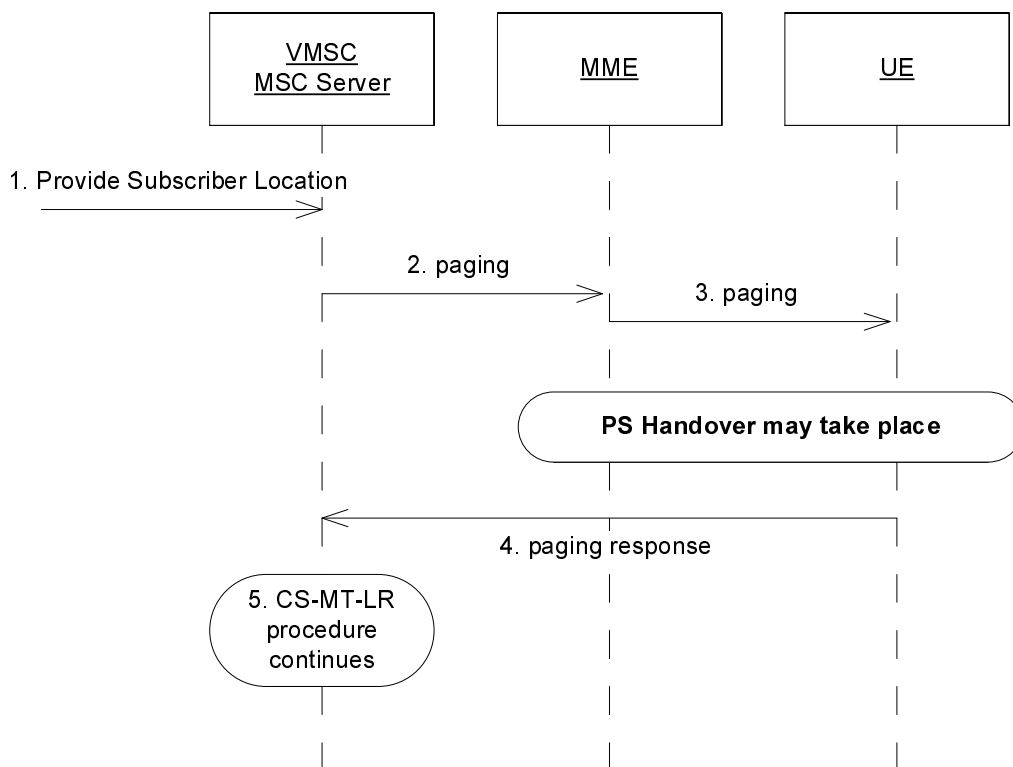 VMSC
MSC Server
MME
UE
1. Provide Subscriber Location
2. paging
3. paging
PS Handover may take place
4. paging response
5. CS-MT-LR
procedure
continues